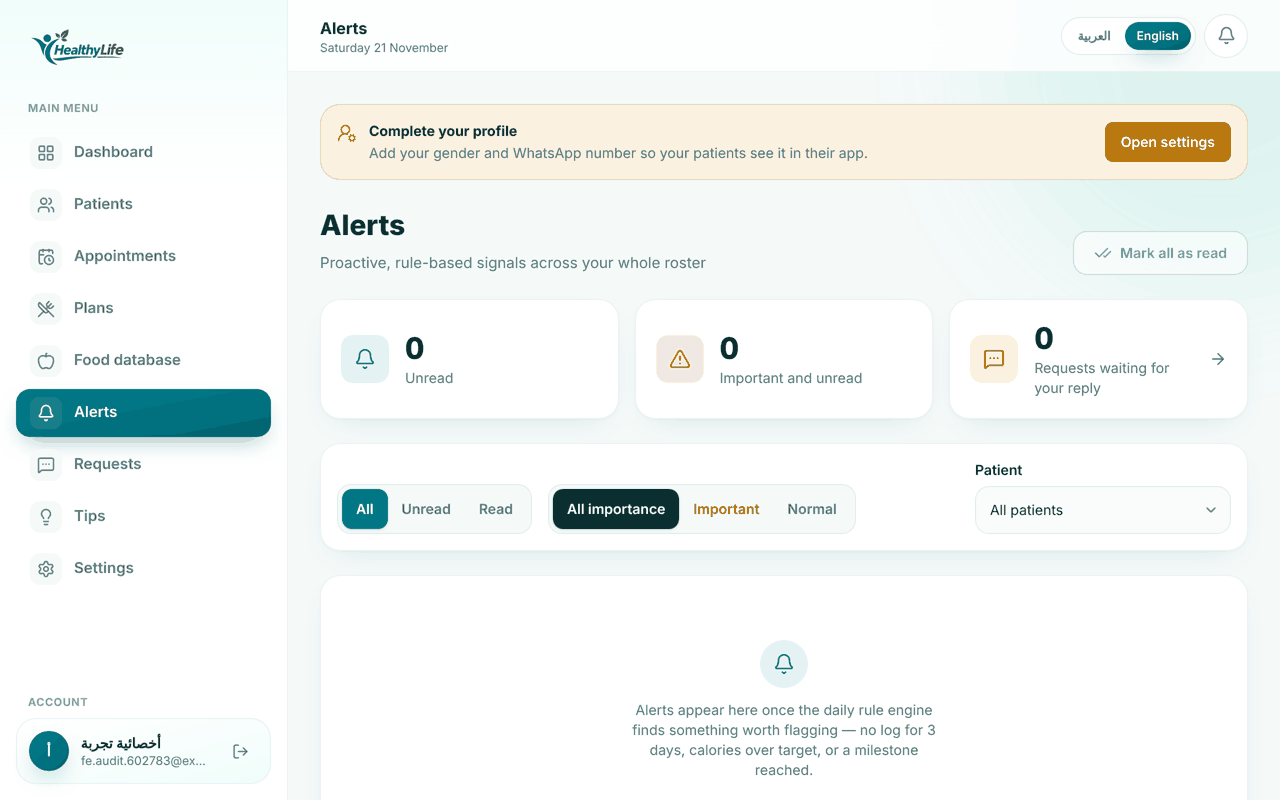 HealthyLife
MAIN MENU
Dashboard
Patients
Appointments
Plans
Food database
Alerts
Requests
Tips
Settings
ACCOUNT
أ
أخصائية تجربة
fe.audit.602783@ex...
Alerts
Saturday 21 November
العربية
English
Complete your profile
Add your gender and WhatsApp number so your patients see it in their app.
Open settings
Alerts
Proactive, rule-based signals across your whole roster
Mark all as read
0
Unread
0
Important and unread
0
Requests waiting for
your reply
Patient
All Unread Read
All importance Important Normal
All patients
Alerts appear here once the daily rule engine
finds something worth flagging — no log for 3
days, calories over target, or a milestone
reached.